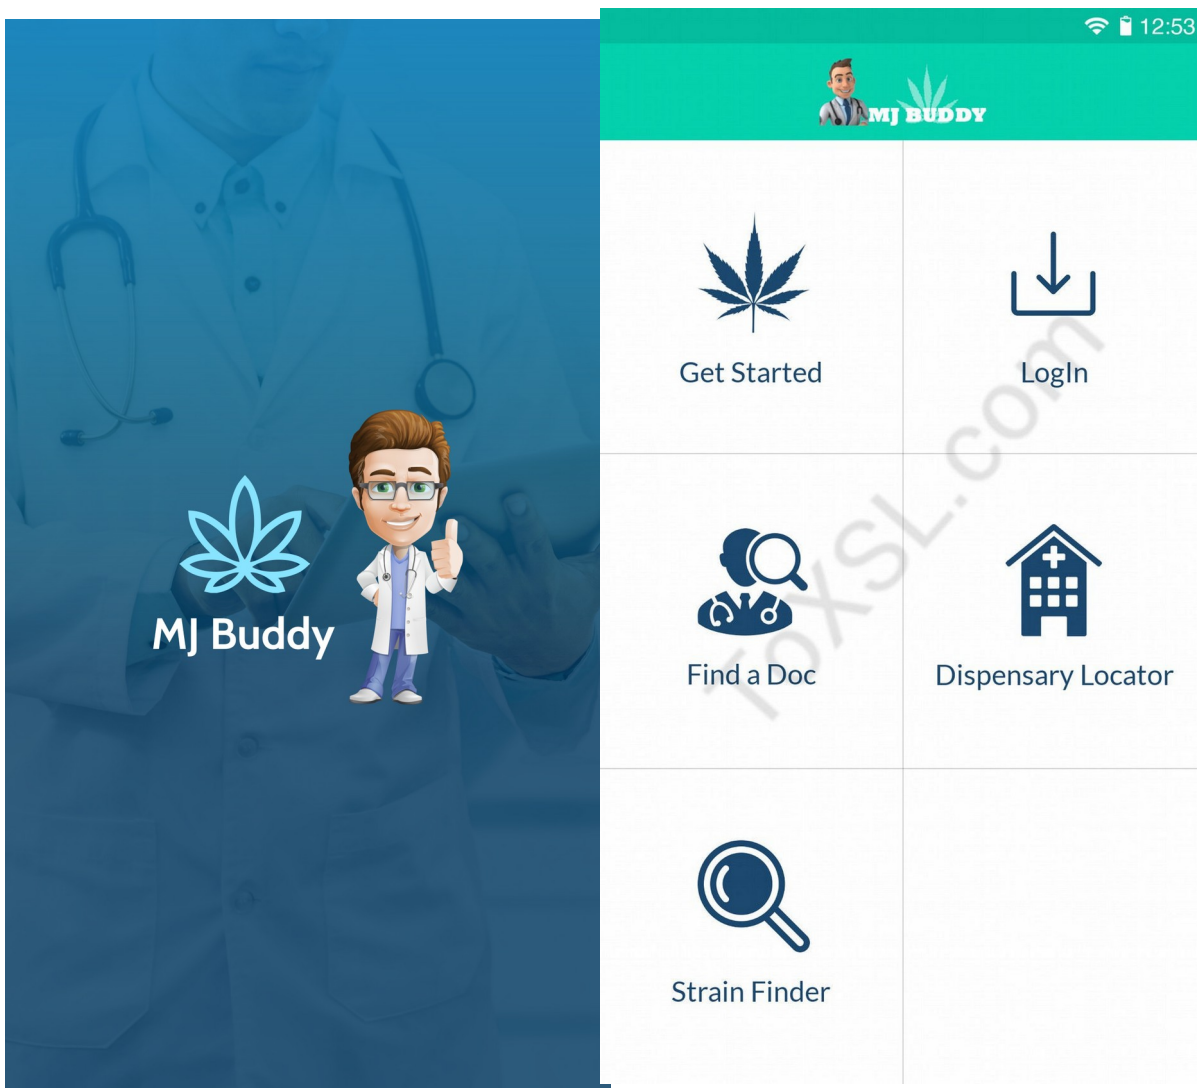 MJ Buddy
12:53
MJ BUDDY
Get Started
LogIn
Find a Doc
Dispensary Locator
Strain Finder
ToXSL.com